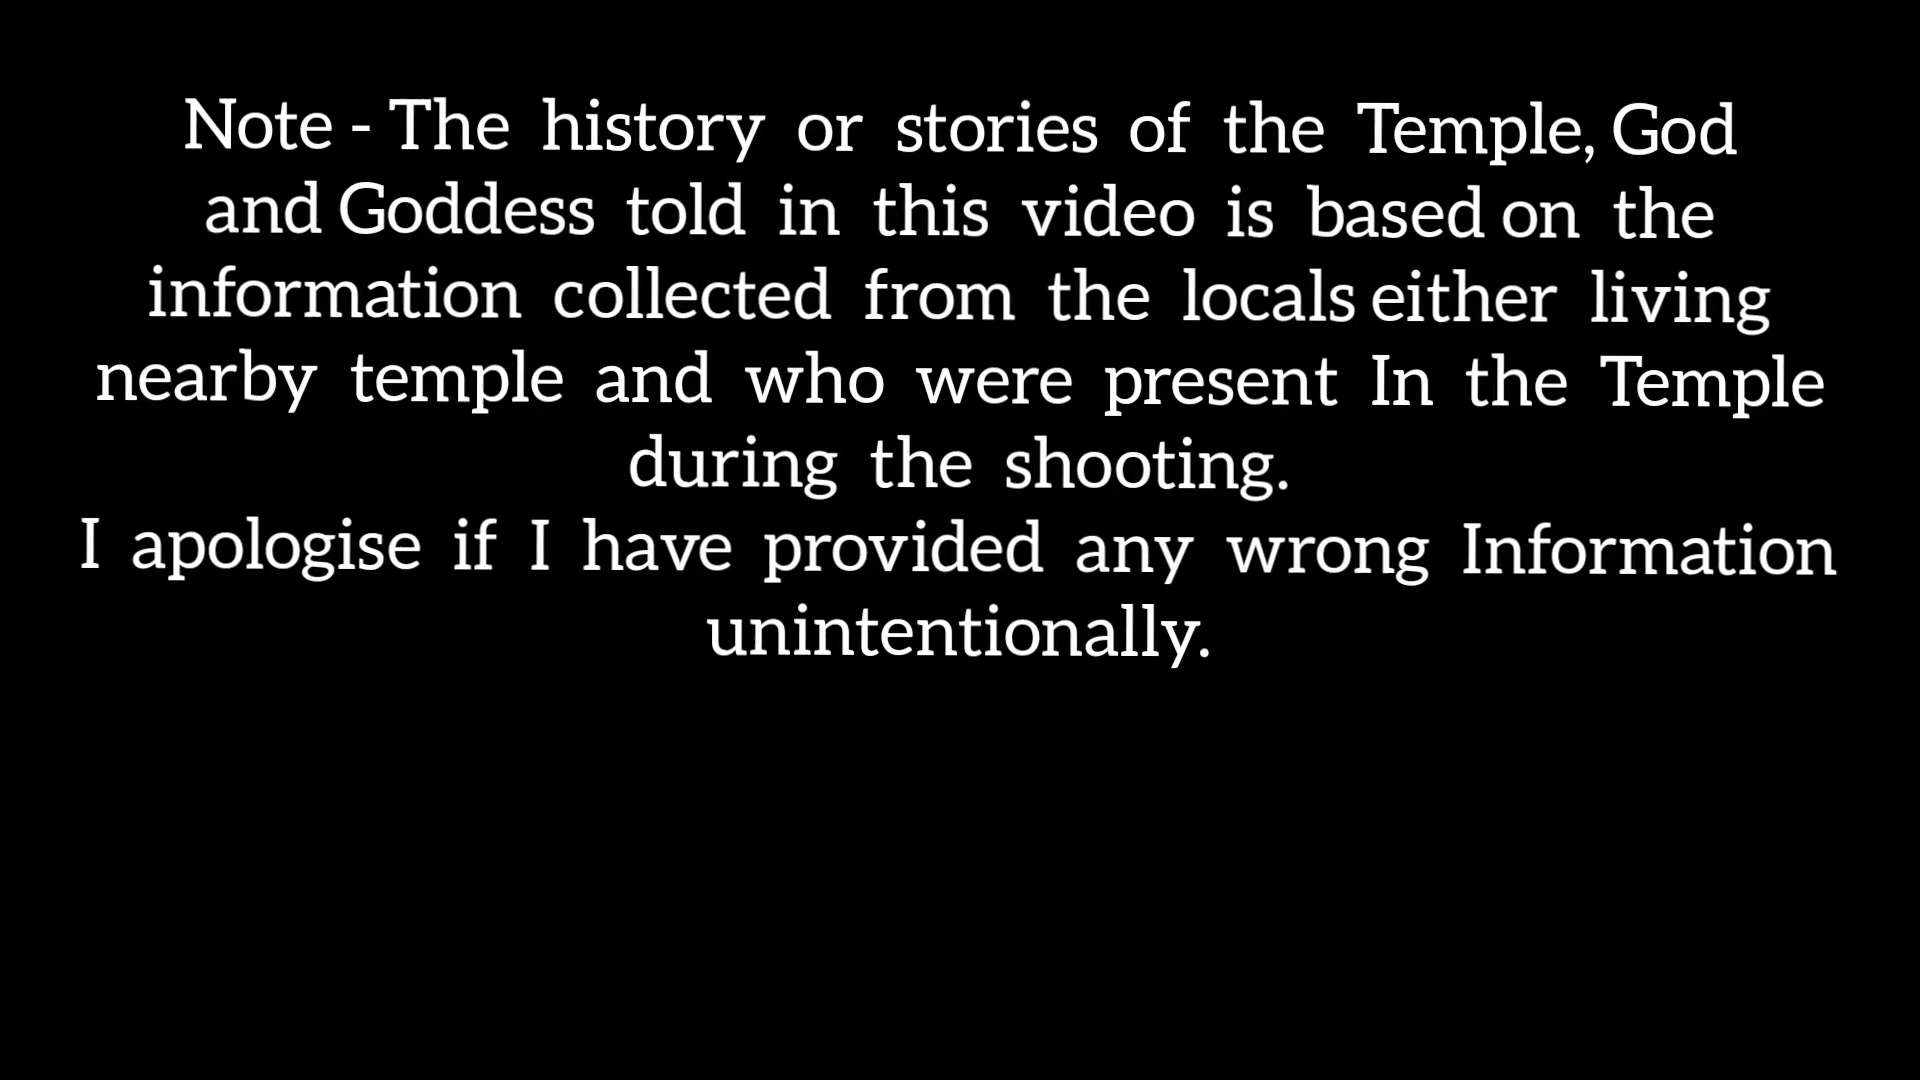 Note - The history or stories of the Temple, God
and Goddess told in this video is based on the
information collected from the locals either living
nearby temple and who were present In the Temple
during the shooting.
I apologise if I have provided any wrong Information
unintentionally.